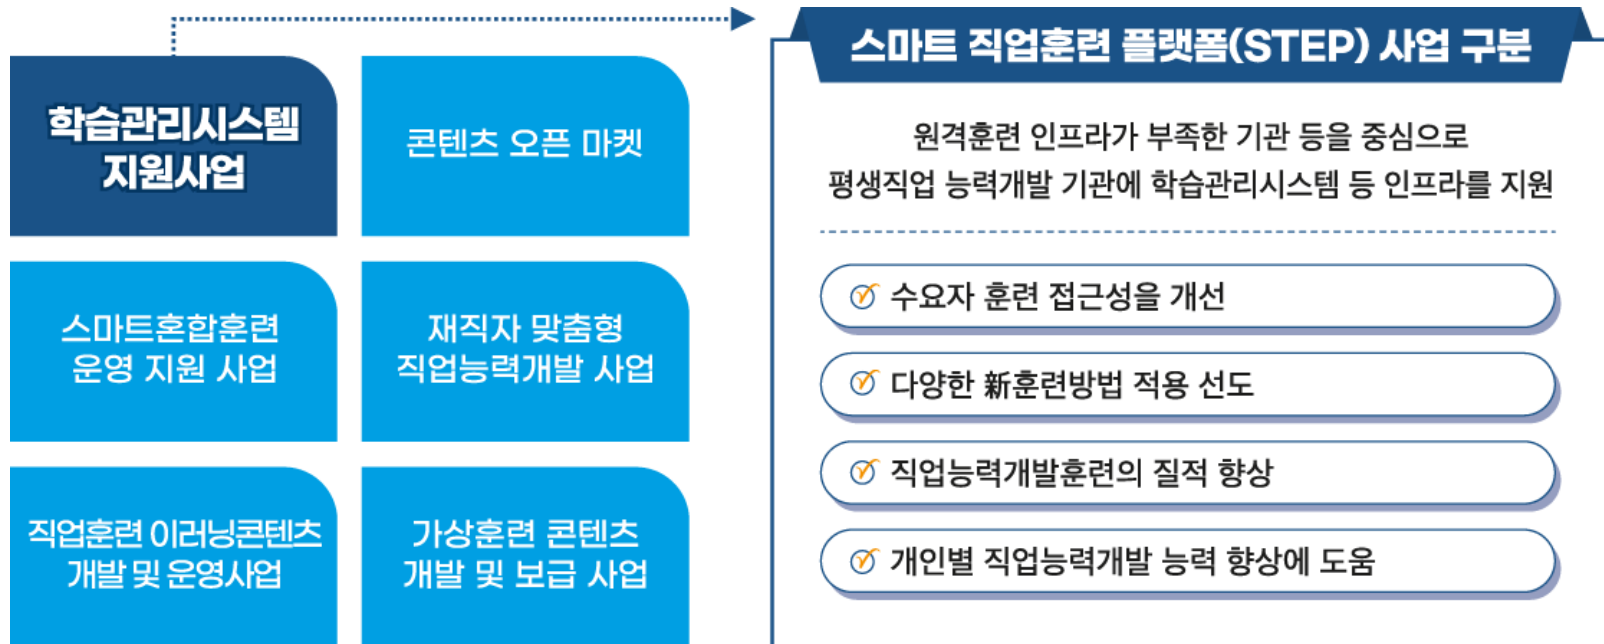 학습관리시스템
지원사업
콘텐츠 오픈 마켓
스마트혼합훈련
운영 지원 사업
재직자 맞춤형
직업능력개발 사업
직업훈련 이러닝콘텐츠
개발 및 운영사업
가상훈련 콘텐츠
개발 및 보급 사업
스마트 직업훈련 플랫폼(STEP) 사업 구분
원격훈련 인프라가 부족한 기관 등을 중심으로
평생직업 능력개발 기관에 학습관리시스템 등 인프라를 지원
수요자 훈련 접근성을 개선
다양한 新훈련방법 적용 선도
직업능력개발훈련의 질적 향상
개인별 직업능력개발 능력 향상에 도움